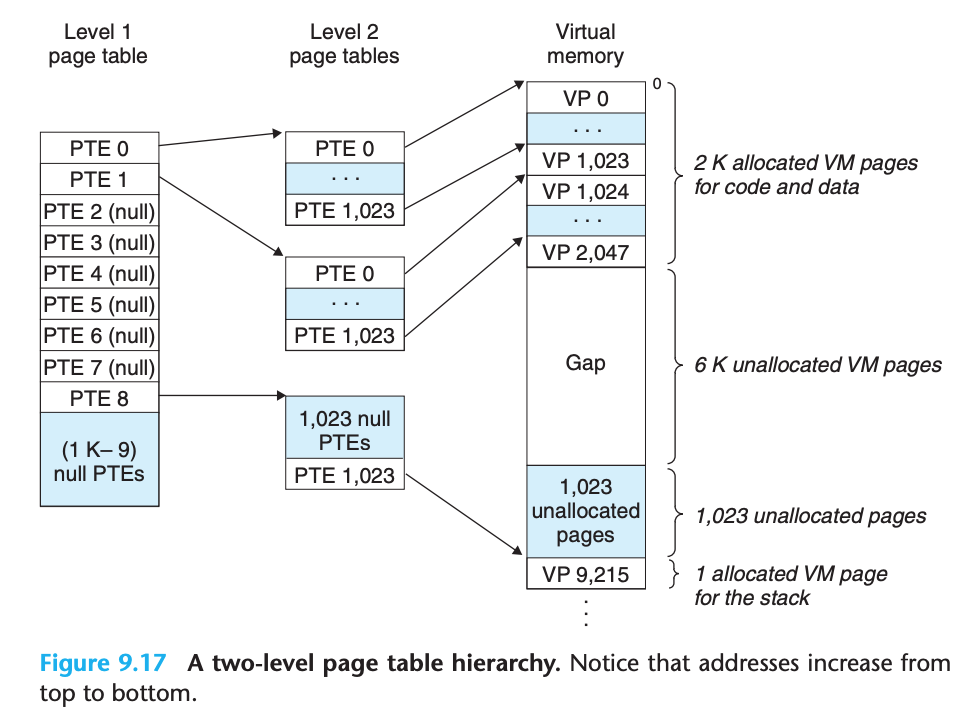 Level 1
page table
Level 2
page tables
Virtual
memory
PTE 0
PTE 1
PTE 2 (null)
PTE 3 (null)
PTE 4 (null)
PTE 5 (null)
PTE 6 (null)
PTE 7 (null)
PTE 8
(1 K– 9)
null PTEs
PTE 0
. . .
PTE 1,023
PTE 0
. . .
PTE 1,023
1,023 null
PTEs
PTE 1,023
0
VP 0
. . .
VP 1,023
VP 1,024
. . .
VP 2,047
Gap
1,023
unallocated
pages
VP 9,215
2 K allocated VM pages
for code and data
6 K unallocated VM pages
1,023 unallocated pages
1 allocated VM page
for the stack
Figure 9.17 A two-level page table hierarchy. Notice that addresses increase from
top to bottom.